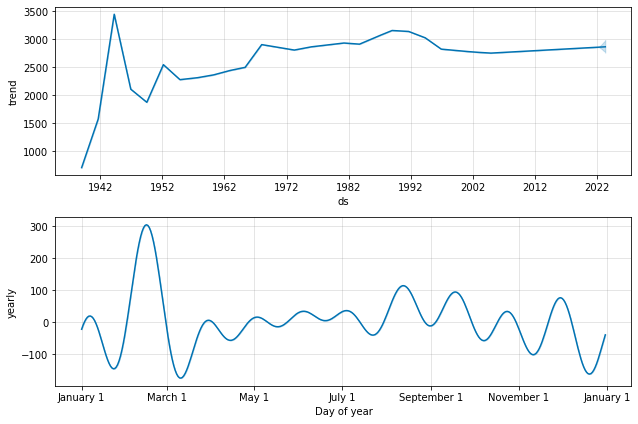 3500
3000
2500
2000
1500
1000
trend
1942 1952 1962 1972 1982 1992 2002 2012 2022
ds
300
200
100
0
−100
yearly
January 1 March 1 May 1 July 1 September 1 November 1 January 1
Day of year